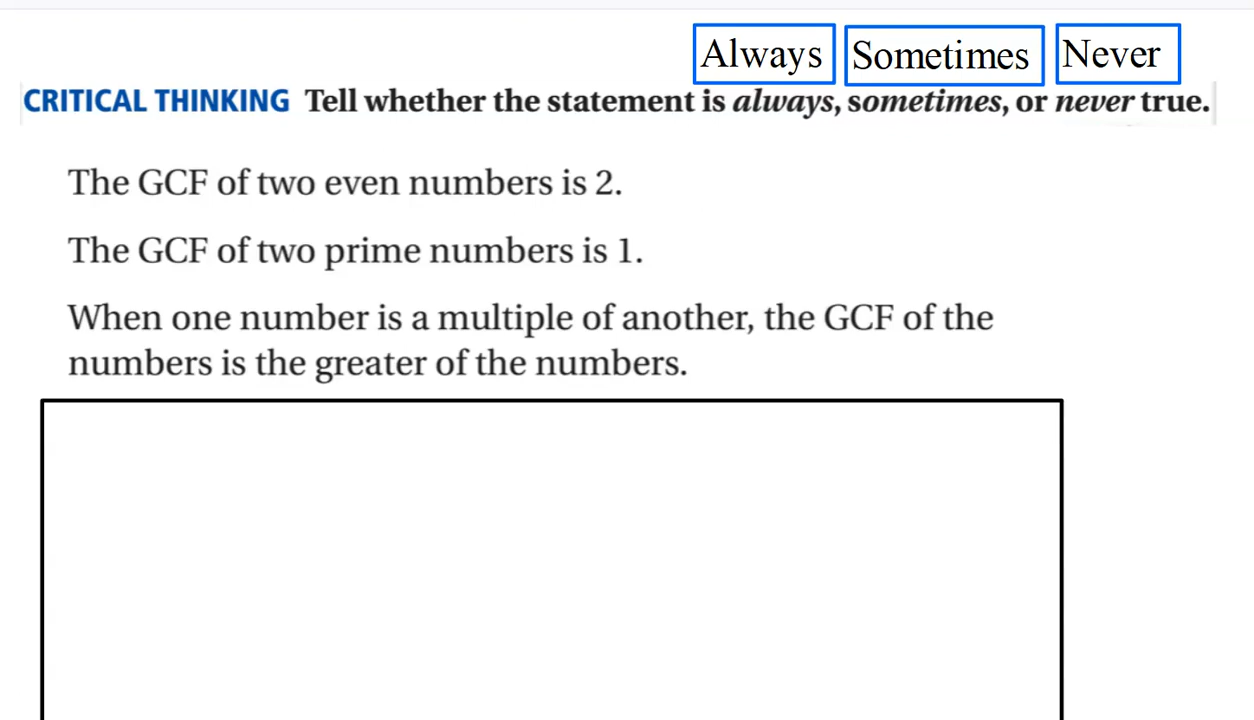 Always Sometimes Never
CRITICAL THINKING Tell whether the statement is always, sometimes, or never true.
The GCF of two even numbers is 2.
The GCF of two prime numbers is 1.
When one number is a multiple of another, the GCF of the
numbers is the greater of the numbers.